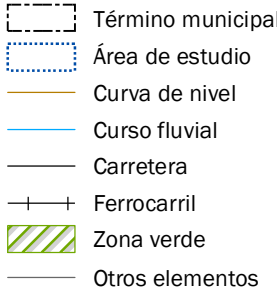 Término municipal
Área de estudio
Curva de nivel
Curso fluvial
Carretera
Ferrocarril
Zona verde
Otros elementos